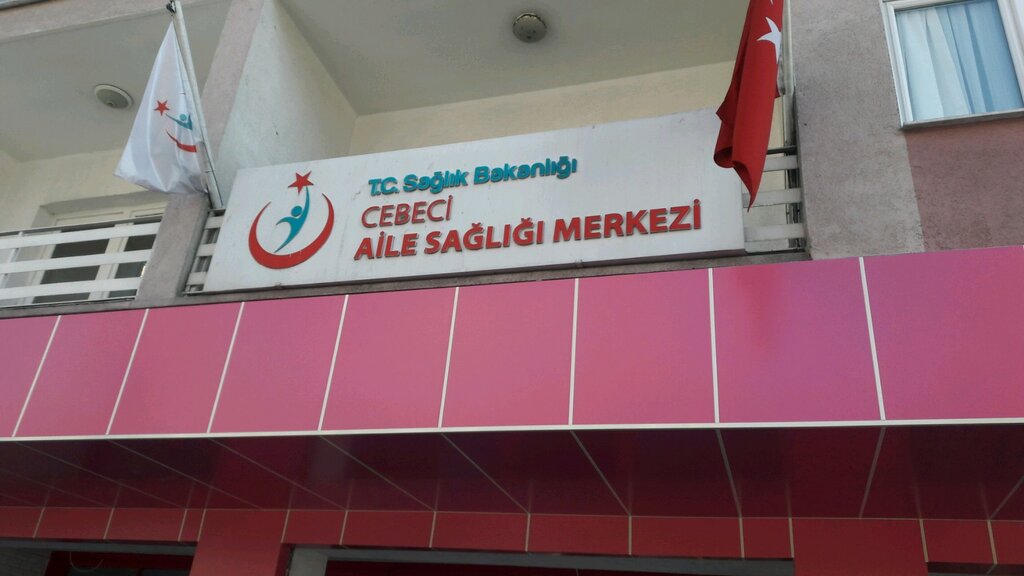 T.C. Sağlık Bakanlığı
CEBECİ
AİLE SAĞLIĞI MERKEZİ